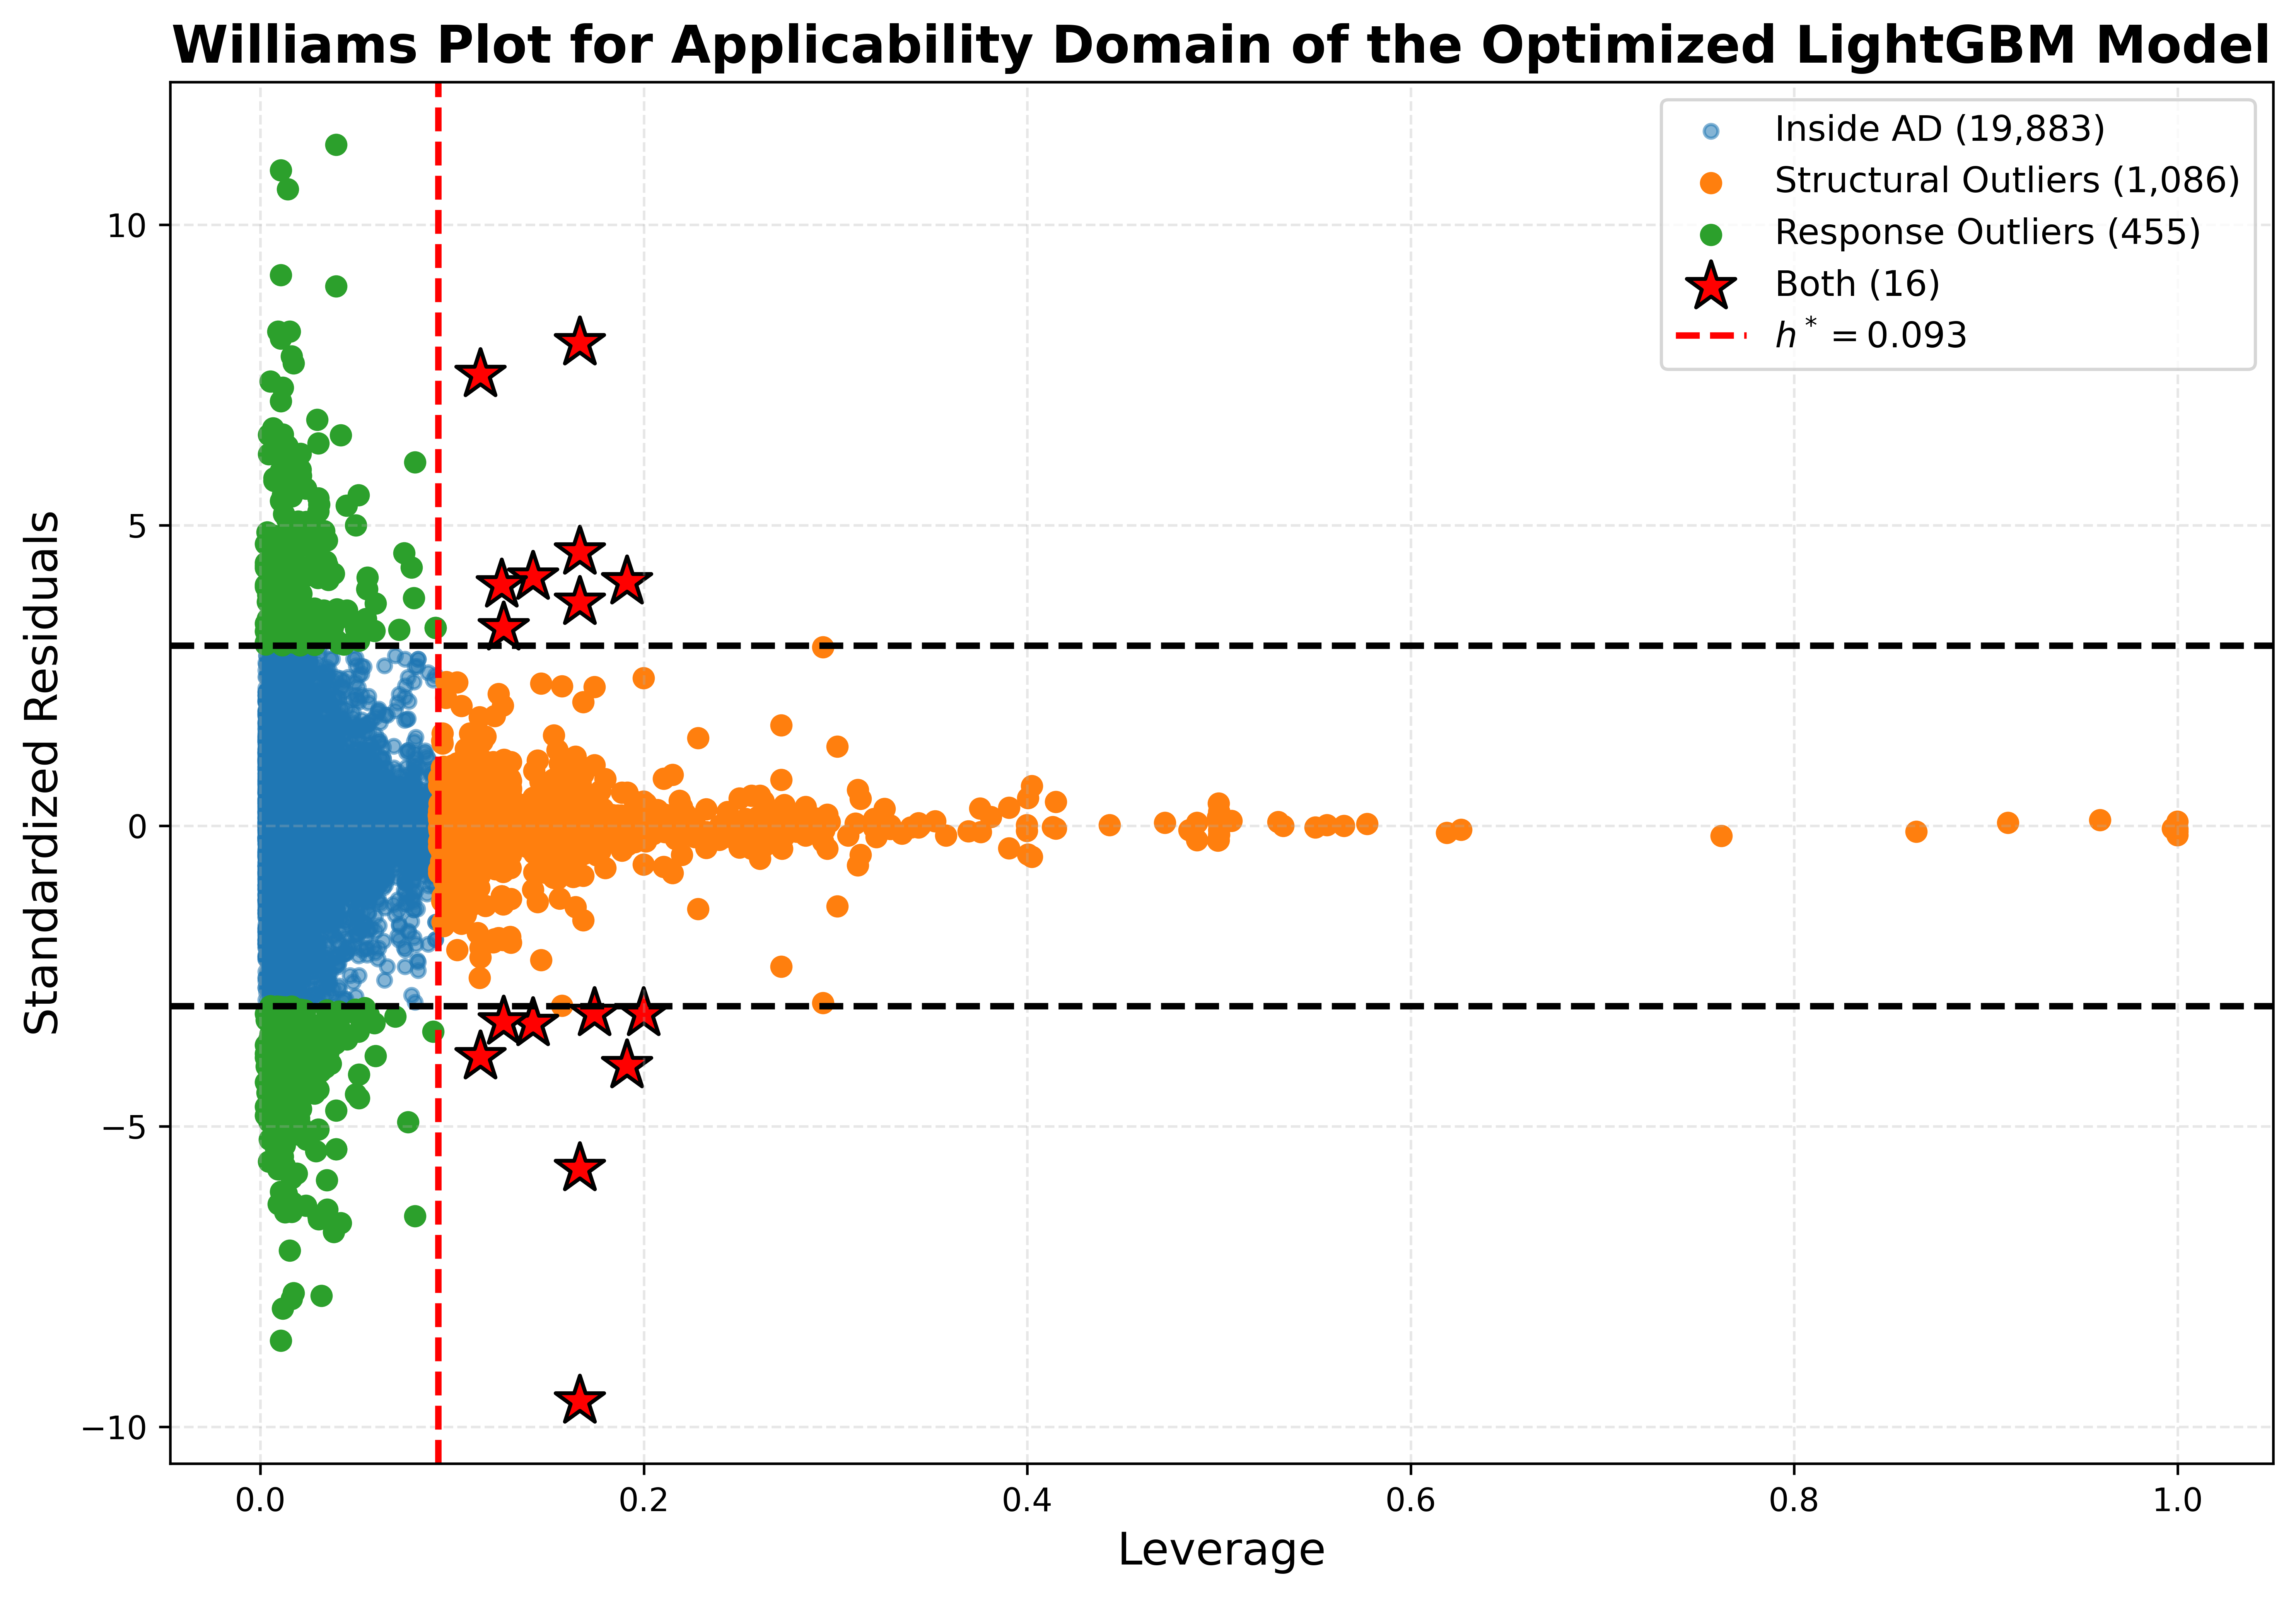 Williams Plot for Applicability Domain of the Optimized LightGBM Model
Inside AD (19,883)
Structural Outliers (1,086)
Response Outliers (455)
Both (16)
h* = 0.093
10
5
0
−5
−10
Standardized Residuals
0.0 0.2 0.4 0.6 0.8 1.0
Leverage